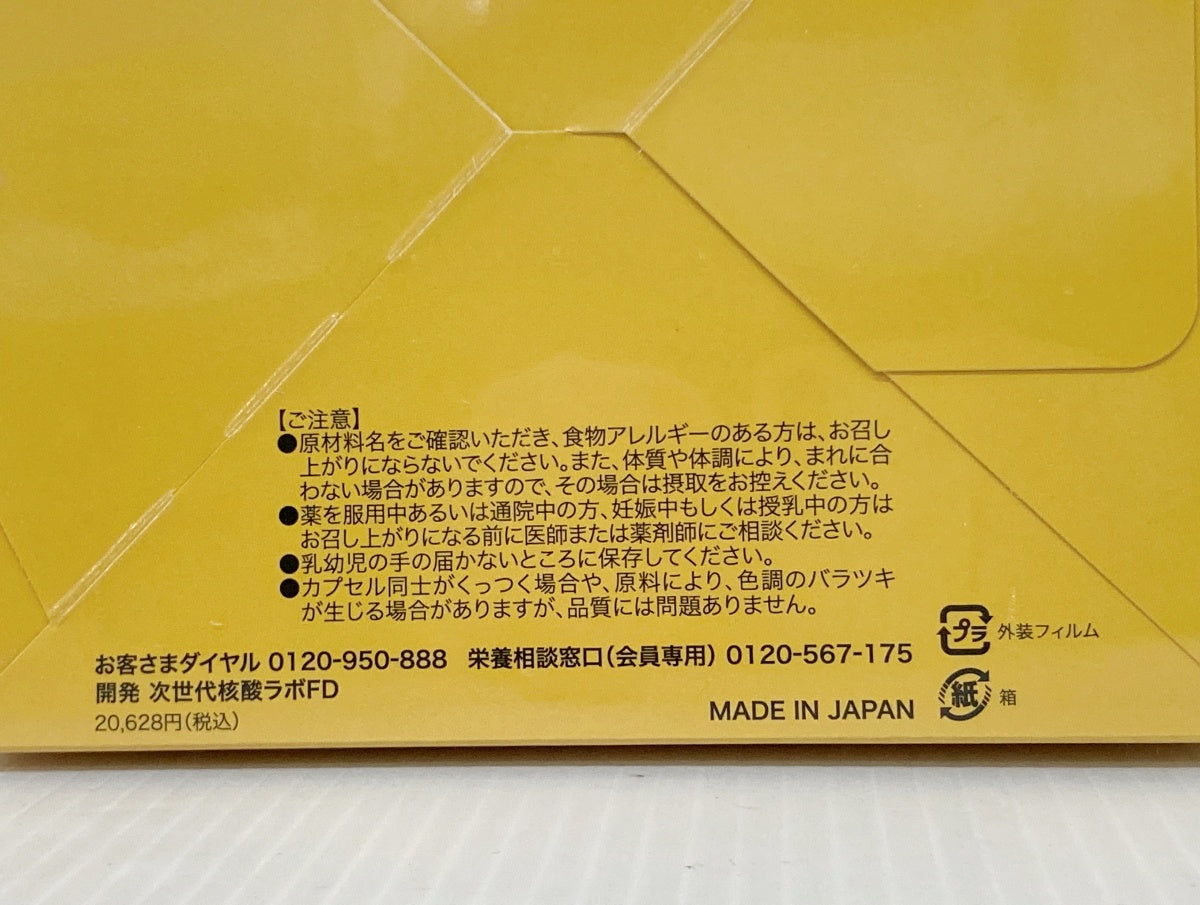 【ご注意】
●原材料名をご確認いただき、食物アレルギーのある方は、お召し
上がりにならないでください。また、体質や体調により、まれに合
わない場合がありますので、その場合は摂取をお控えください。
●薬を服用中あるいは通院中の方、妊娠中もしくは授乳中の方は
お召し上がりになる前に医師または薬剤師にご相談ください。
●乳幼児の手の届かないところに保存してください。
●カプセル同士がくっつく場合や、原料により、色調のバラツキ
が生じる場合がありますが、品質には問題ありません。
プラ 外装フィルム
お客さまダイヤル 0120-950-888 栄養相談窓口(会員専用) 0120-567-175
開発 次世代核酸ラボFD
紙 箱
20,628円(税込)
MADE IN JAPAN